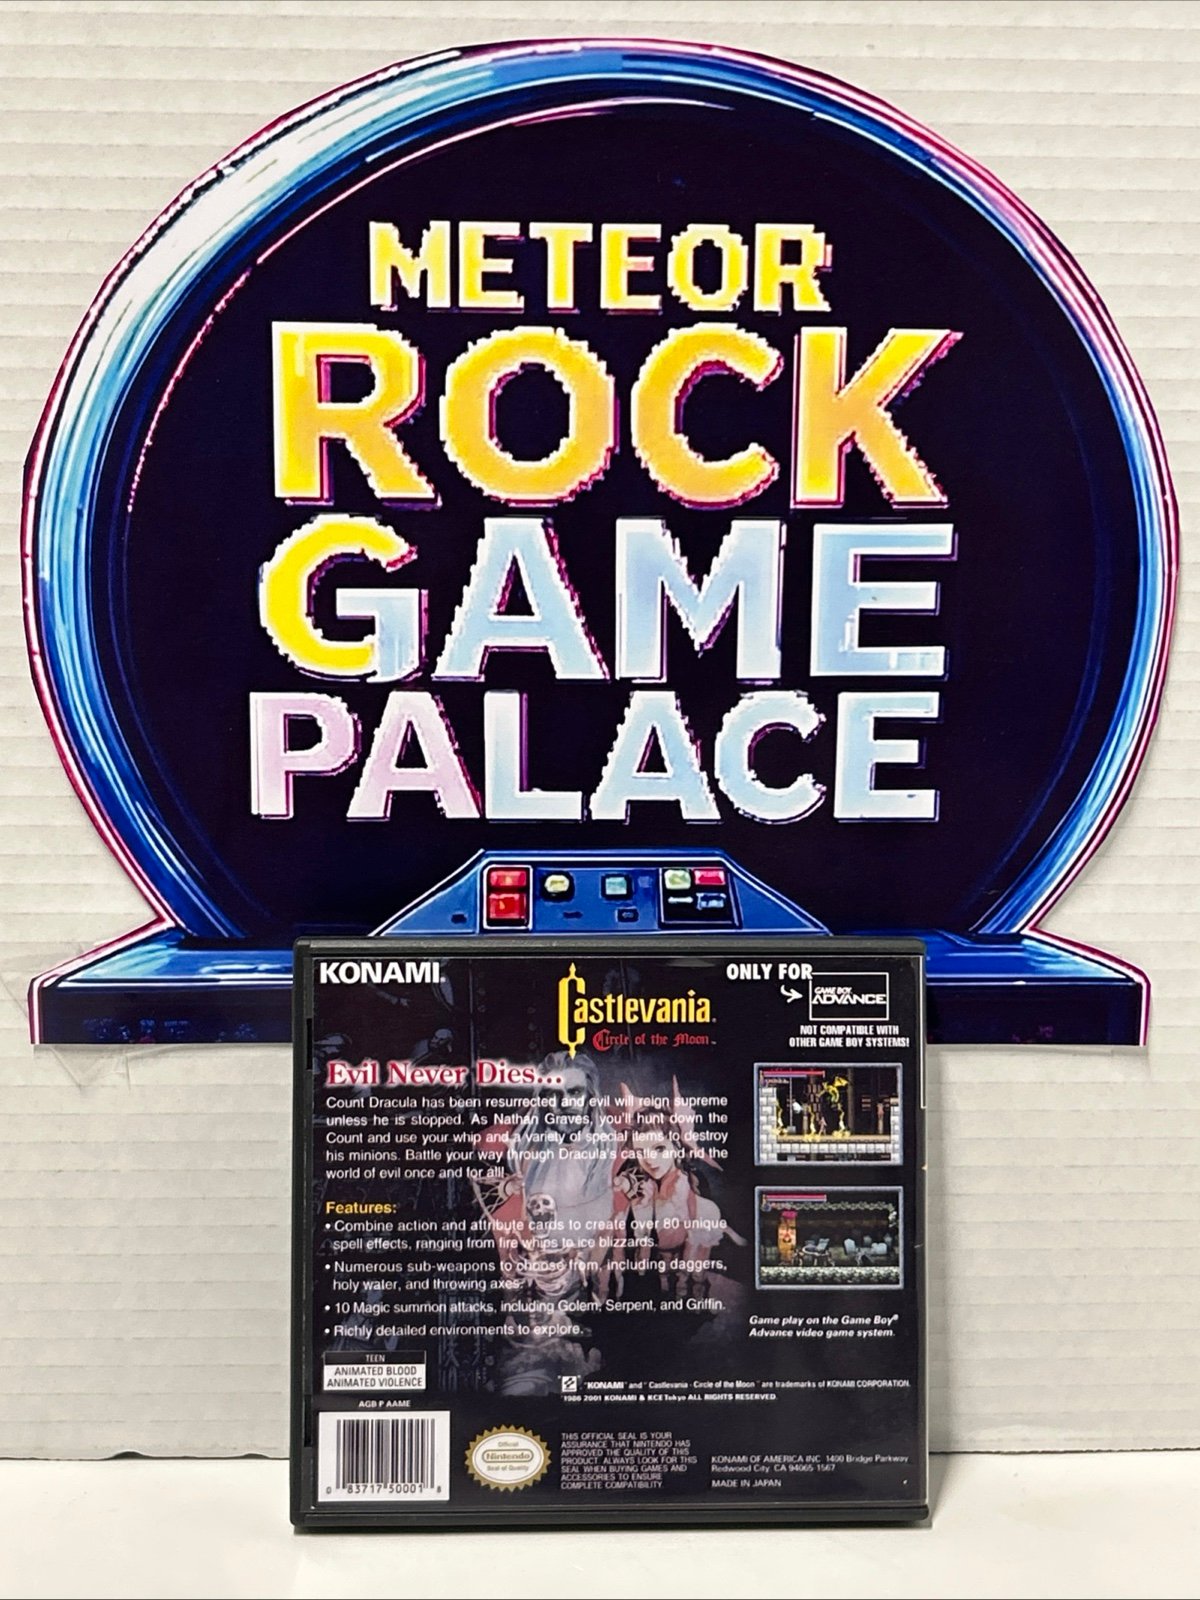 METEOR
ROCK
GAME
PALACE
KONAMI®
Castlevania®
Circle of the Moon™
ONLY FOR
GAME BOY
ADVANCE
NOT COMPATIBLE WITH
OTHER GAME BOY SYSTEMS!
Evil Never Dies...
Count Dracula has been resurrected and evil will reign supreme
unless he is stopped. As Nathan Graves, you'll hunt down the
Count and use your whip and a variety of special items to destroy
his minions. Battle your way through Dracula's castle and rid the
world of evil once and for all!
Features:
• Combine action and attribute cards to create over 80 unique
spell effects, ranging from fire whips to ice blizzards.
• Numerous sub-weapons to choose from, including daggers,
holy water, and throwing axes.
• 10 Magic summon attacks, including Golem, Serpent, and Griffin.
• Richly detailed environments to explore.
Game play on the Game Boy®
Advance video game system.
TEEN
ANIMATED BLOOD
ANIMATED VIOLENCE
AGB P AAME
"KONAMI" and "Castlevania - Circle of the Moon" are trademarks of KONAMI CORPORATION.
1986 2001 KONAMI & KCE Tokyo ALL RIGHTS RESERVED.
0 83717 50001 8
Official
Nintendo
Seal of Quality
THIS OFFICIAL SEAL IS YOUR
ASSURANCE THAT NINTENDO HAS
APPROVED THE QUALITY OF THIS
PRODUCT. ALWAYS LOOK FOR THIS
SEAL WHEN BUYING GAMES AND
ACCESSORIES TO ENSURE
COMPLETE COMPATIBILITY.
KONAMI OF AMERICA INC. 1400 Bridge Parkway
Redwood City, CA 94065-1567
MADE IN JAPAN